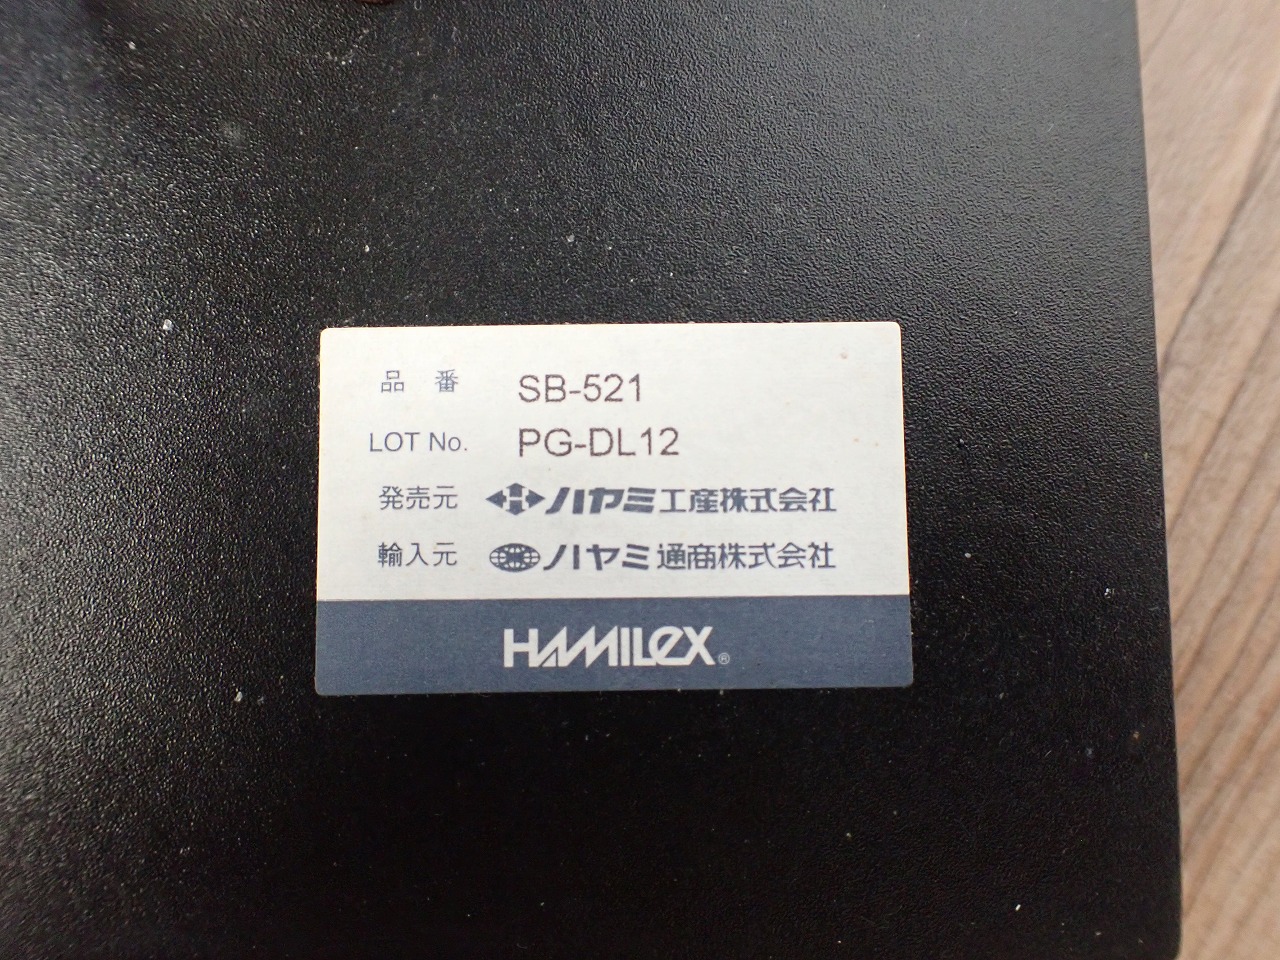 品 番 SB-521
LOT No. PG-DL12
発売元 ハヤミ工産株式会社
輸入元 ハヤミ通商株式会社
HAMILEX®